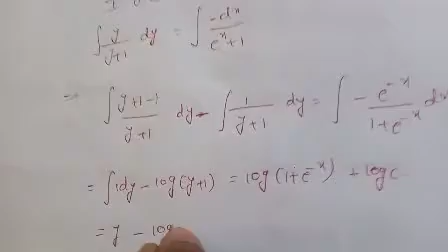 ∫ y/(y+1) dy = ∫ -dx/(e^x+1)
⇒ ∫ (y+1-1)/(y+1) dy - ∫ 1/(y+1) dy = ∫ - e^-x/(1+e^-x) dx
= ∫ 1dy - log(y+1) = log(1+e^-x) + log c
= y - log